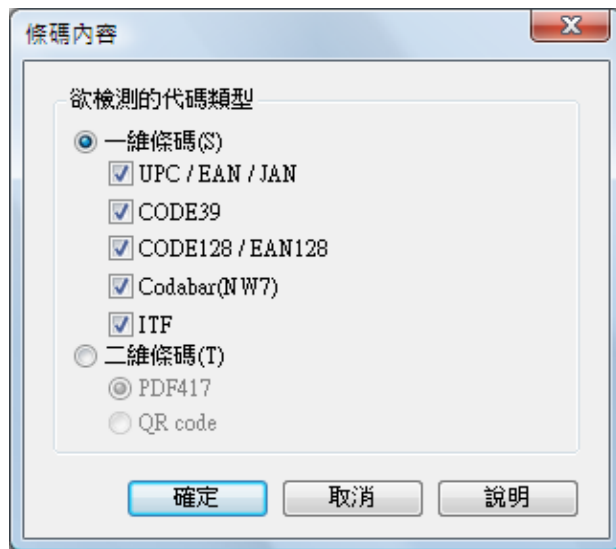 條碼內容
欲檢測的代碼類型
一維條碼(S)
UPC / EAN / JAN
CODE39
CODE128 / EAN128
Codabar(NW7)
ITF
二維條碼(T)
PDF417
QR code
確定 取消 說明